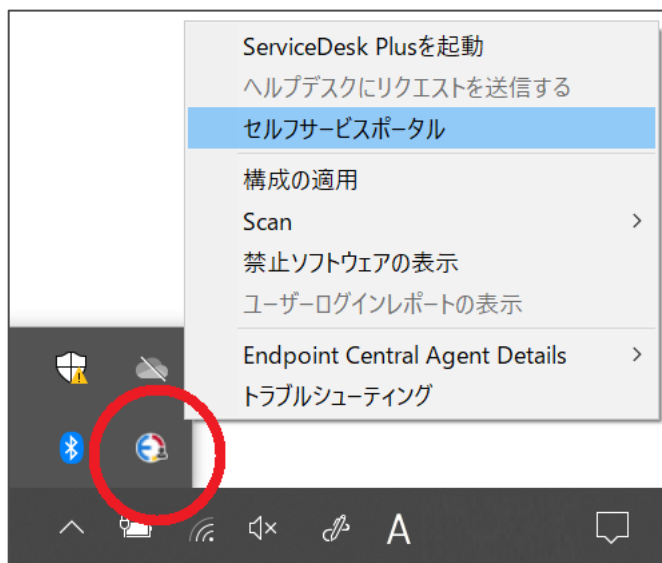 ServiceDesk Plusを起動
ヘルプデスクにリクエストを送信する
セルフサービスポータル
構成の適用
Scan
禁止ソフトウェアの表示
ユーザーログインレポートの表示
Endpoint Central Agent Details
トラブルシューティング
A